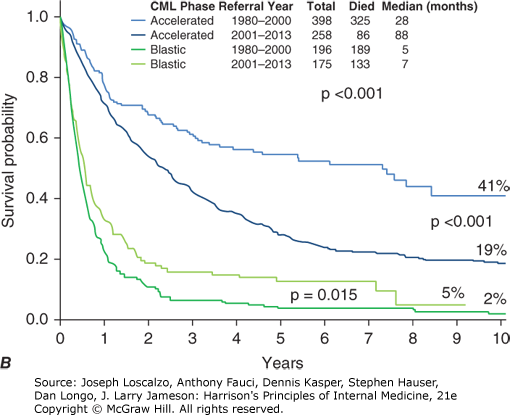 CML Phase Referral Year Total Died Median (months)
Accelerated 1980–2000 398 325 28
Accelerated 2001–2013 258 86 88
Blastic 1980–2000 196 189 5
Blastic 2001–2013 175 133 7
1.0
0.8
0.6
0.4
0.2
0.0
Survival probability
p <0.001
41%
p <0.001
19%
p = 0.015
5%
2%
0 1 2 3 4 5 6 7 8 9 10
B
Years
Source: Joseph Loscalzo, Anthony Fauci, Dennis Kasper, Stephen Hauser,
Dan Longo, J. Larry Jameson: Harrison's Principles of Internal Medicine, 21e
Copyright © McGraw Hill. All rights reserved.